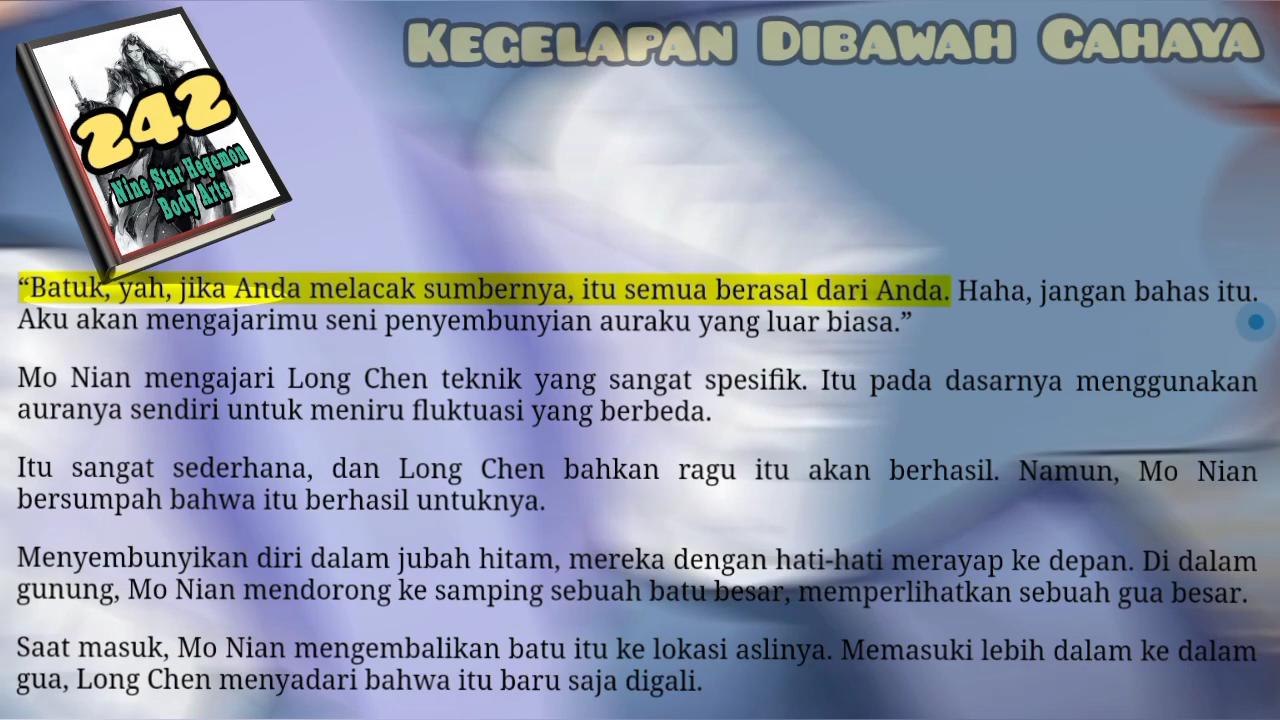 Kegelapan Dibawah Cahaya
242
Nine Star Hegemon
Body Arts
“Batuk, yah, jika Anda melacak sumbernya, itu semua berasal dari Anda. Haha, jangan bahas itu.
Aku akan mengajarimu seni penyembunyian auraku yang luar biasa.”
Mo Nian mengajari Long Chen teknik yang sangat spesifik. Itu pada dasarnya menggunakan
auranya sendiri untuk meniru fluktuasi yang berbeda.
Itu sangat sederhana, dan Long Chen bahkan ragu itu akan berhasil. Namun, Mo Nian
bersumpah bahwa itu berhasil untuknya.
Menyembunyikan diri dalam jubah hitam, mereka dengan hati-hati merayap ke depan. Di dalam
gunung, Mo Nian mendorong ke samping sebuah batu besar, memperlihatkan sebuah gua besar.
Saat masuk, Mo Nian mengembalikan batu itu ke lokasi aslinya. Memasuki lebih dalam ke dalam
gua, Long Chen menyadari bahwa itu baru saja digali.